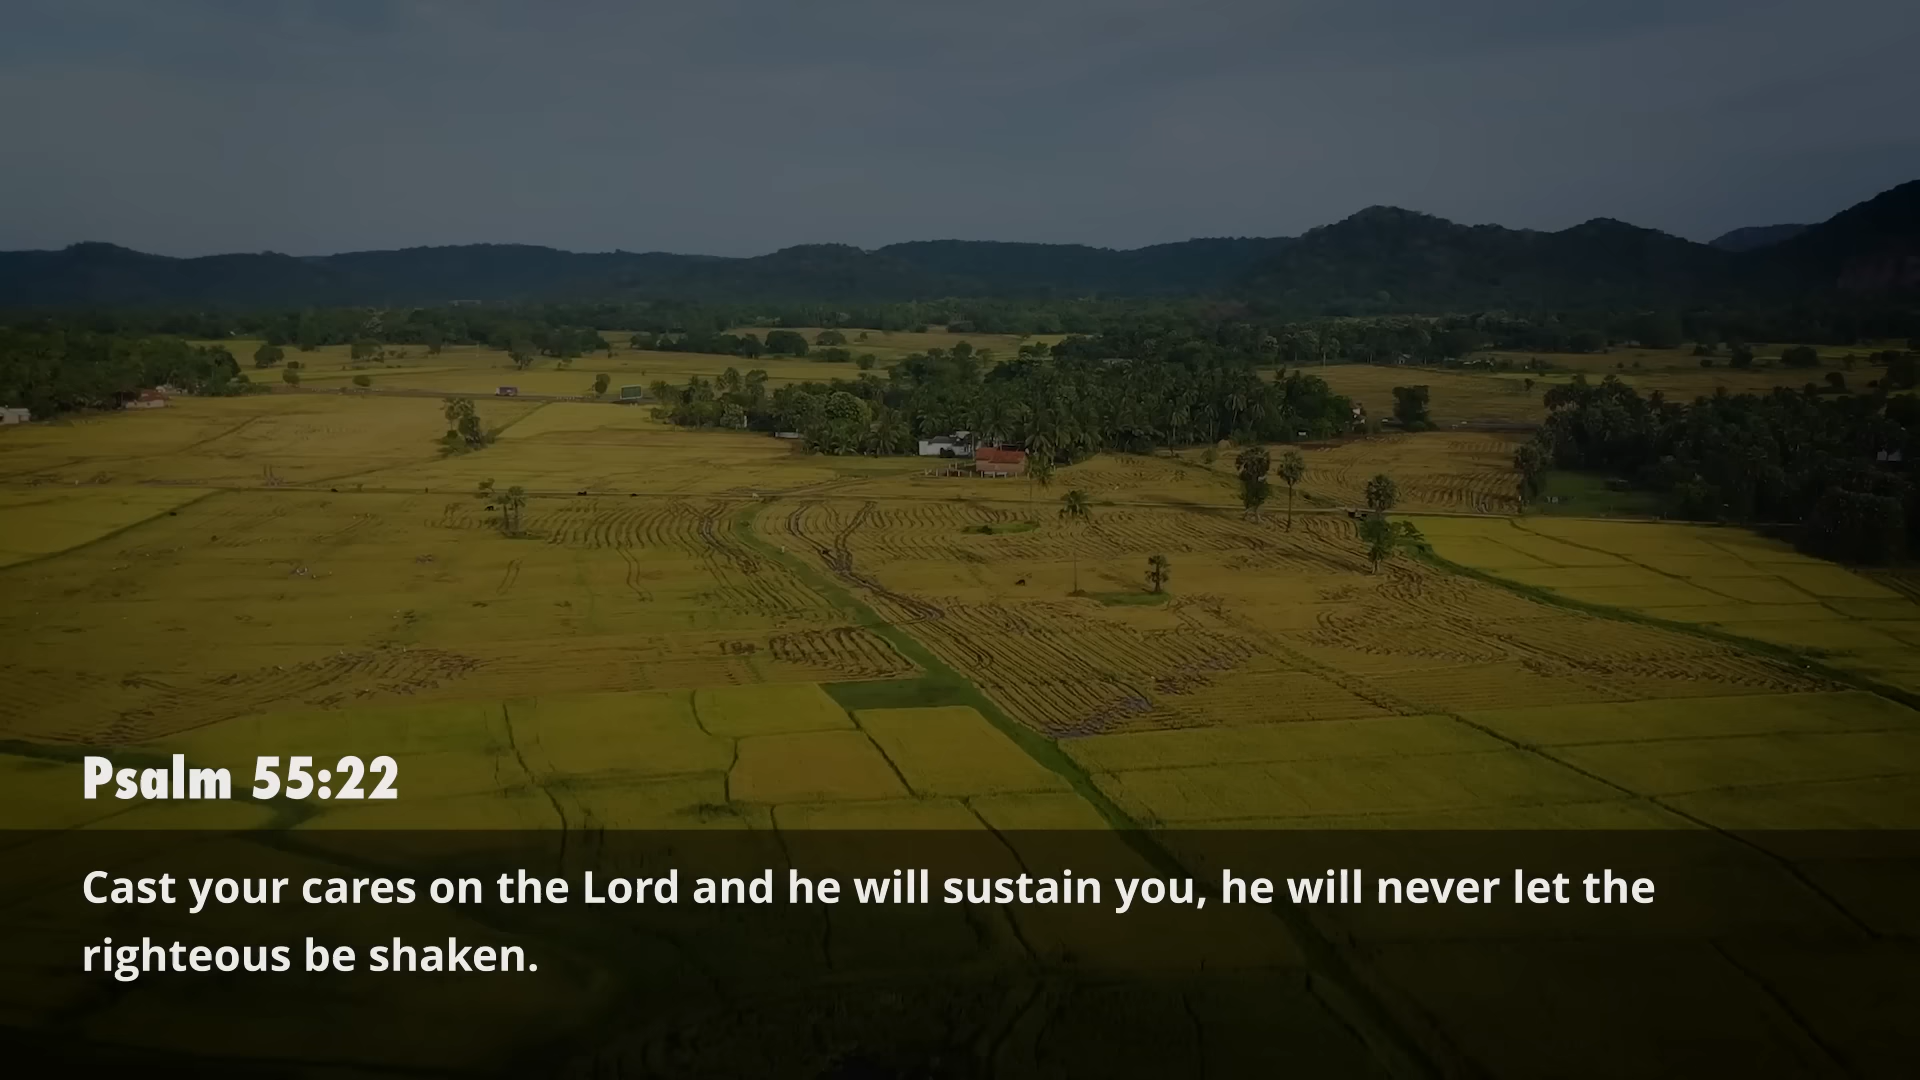 Psalm 55:22
Cast your cares on the Lord and he will sustain you, he will never let the
righteous be shaken.